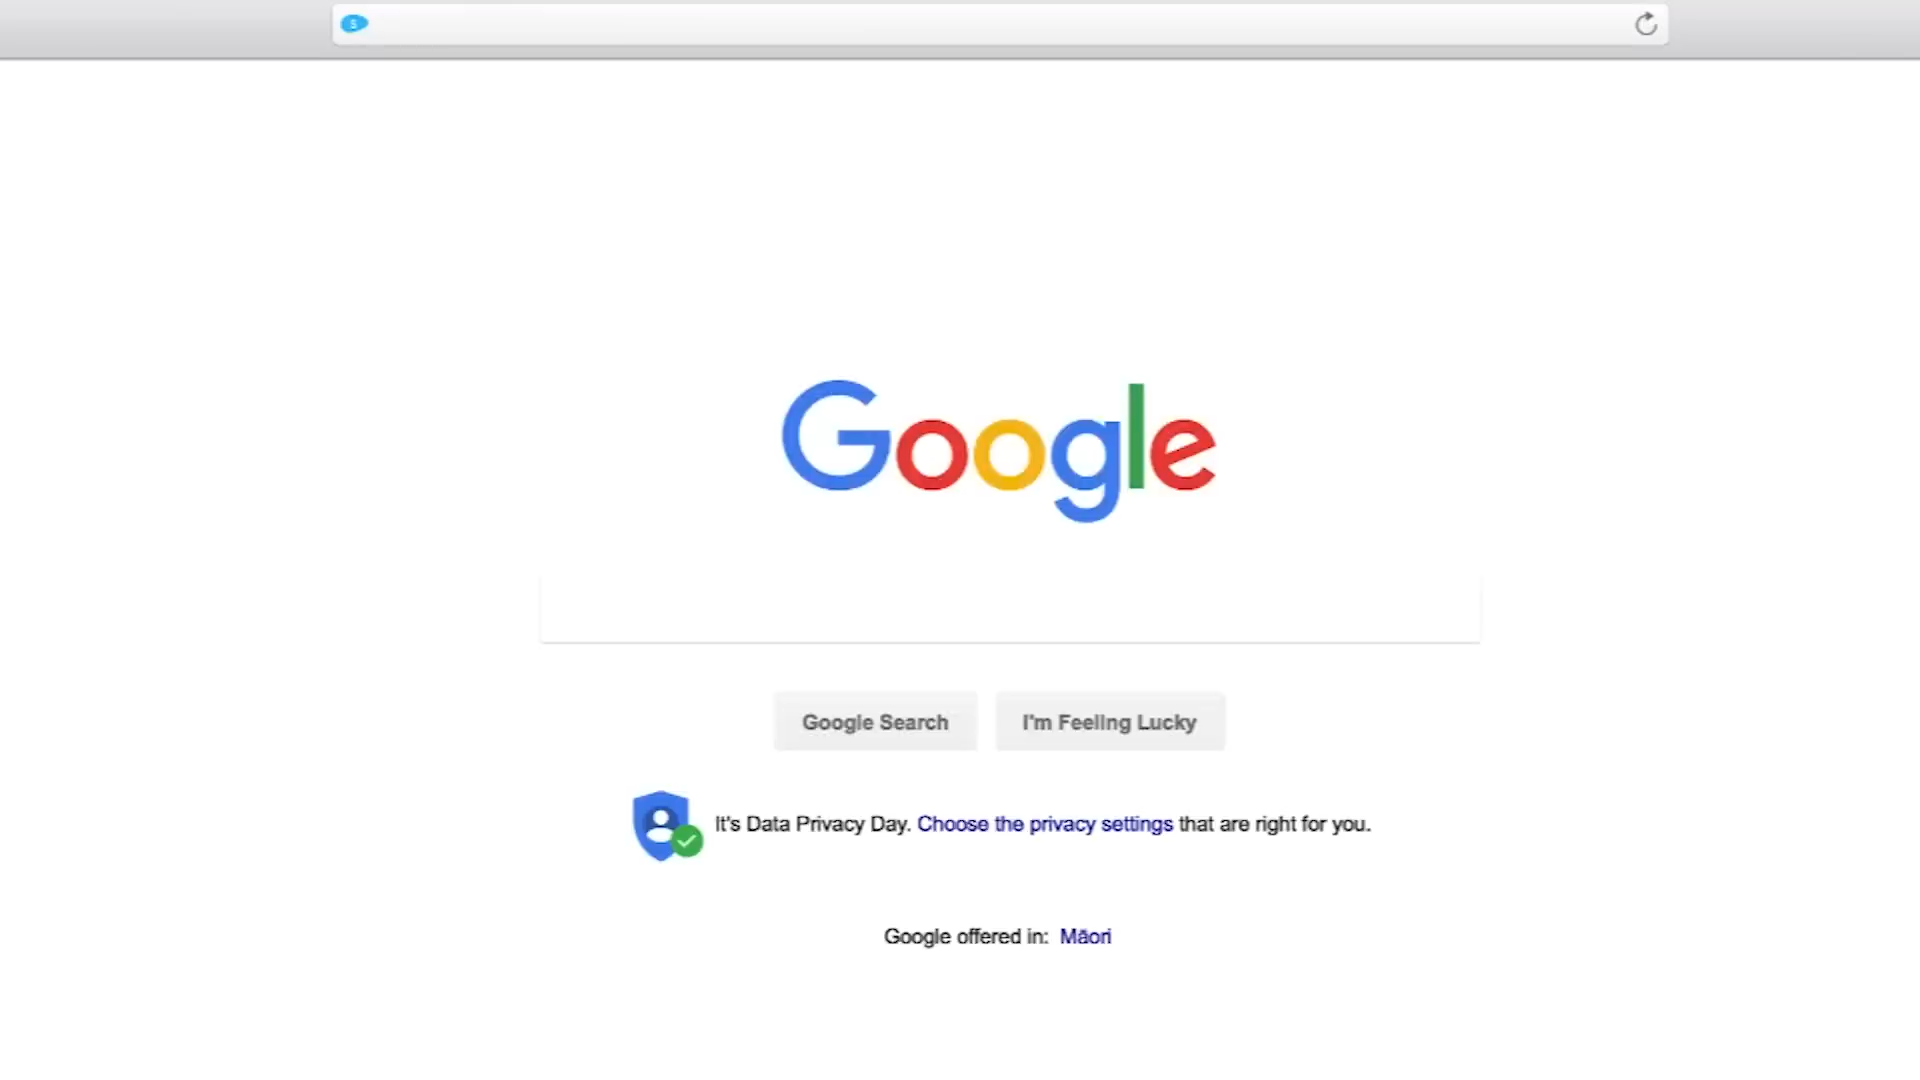 S
Google
Google Search
I'm Feeling Lucky
It's Data Privacy Day. Choose the privacy settings that are right for you.
Google offered in: Māori